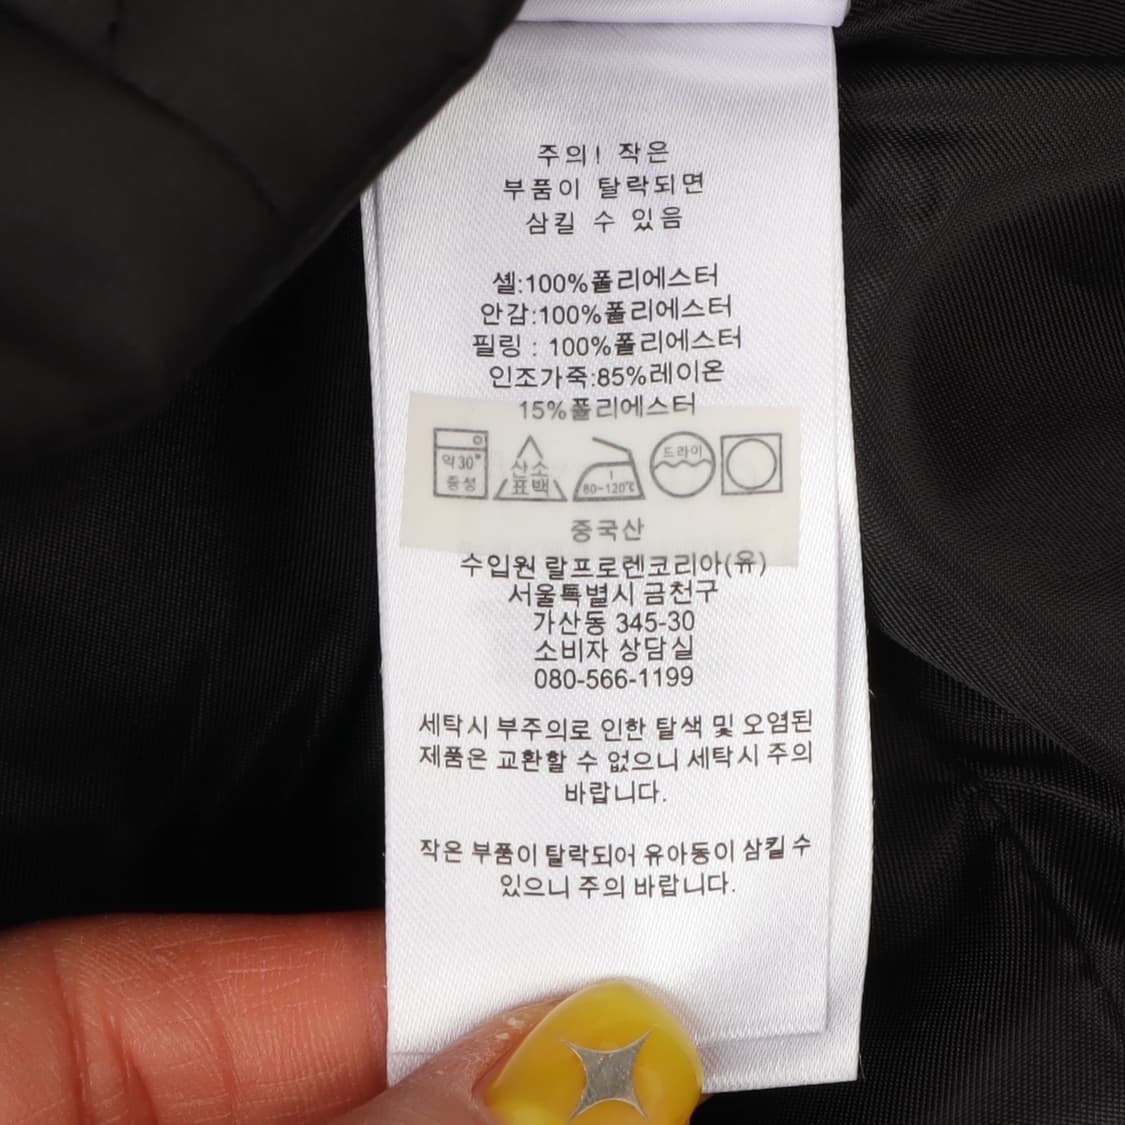 주의! 작은
부품이 탈락되면
삼킬 수 있음
셸:100%폴리에스터
안감:100%폴리에스터
필링 : 100%폴리에스터
인조가죽:85%레이온
15%폴리에스터
약30° 중성
산소 표백
80~120℃
드라이
중국산
수입원 랄프로렌코리아(유)
서울특별시 금천구
가산동 345-30
소비자 상담실
080-566-1199
세탁시 부주의로 인한 탈색 및 오염된
제품은 교환할 수 없으니 세탁시 주의
바랍니다.
작은 부품이 탈락되어 유아동이 삼킬 수
있으니 주의 바랍니다.